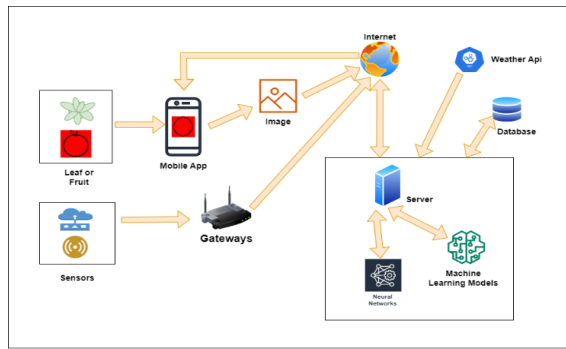 Internet
Weather Api
Image
Database
Leaf or
Fruit
Mobile App
Server
Gateways
Sensors
Machine
Learning Models
Neural
Networks